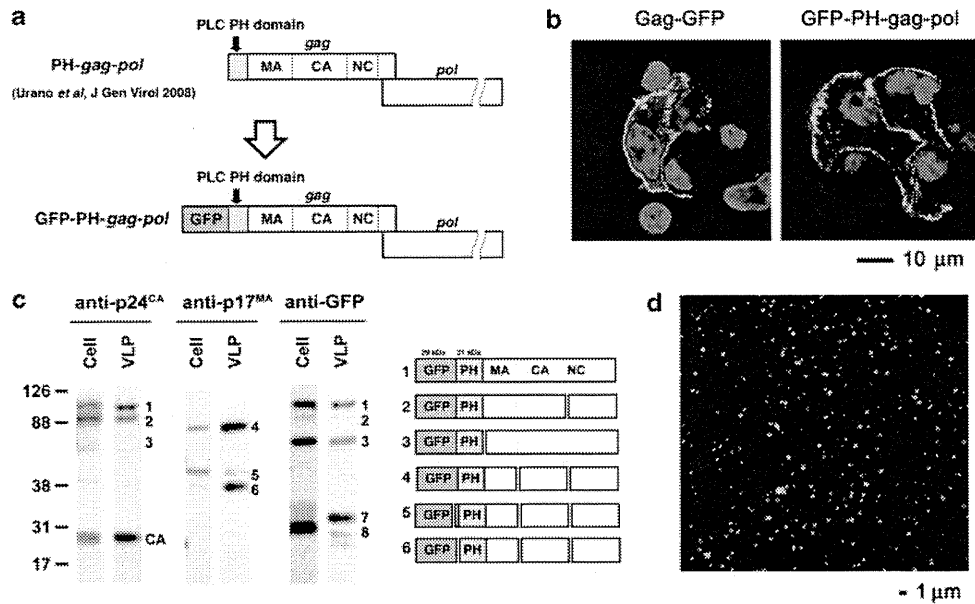 a
PLC PH domain
gag
PH-gag-pol
MA CA NC
pol
(Urano et al, J Gen Virol 2008)
PLC PH domain
gag
GFP-PH-gag-pol
GFP MA CA NC
pol
b
Gag-GFP GFP-PH-gag-pol
10 μm
c
anti-p24CA anti-p17MA anti-GFP
Cell VLP Cell VLP Cell VLP
126
88
38
31
17
1
2
3
CA
4
5
6
1
2
3
7
8
1 GFP PH MA CA NC
2 GFP PH
3 GFP PH
4 GFP PH
5 GFP PH
6 GFP PH
d
1 μm